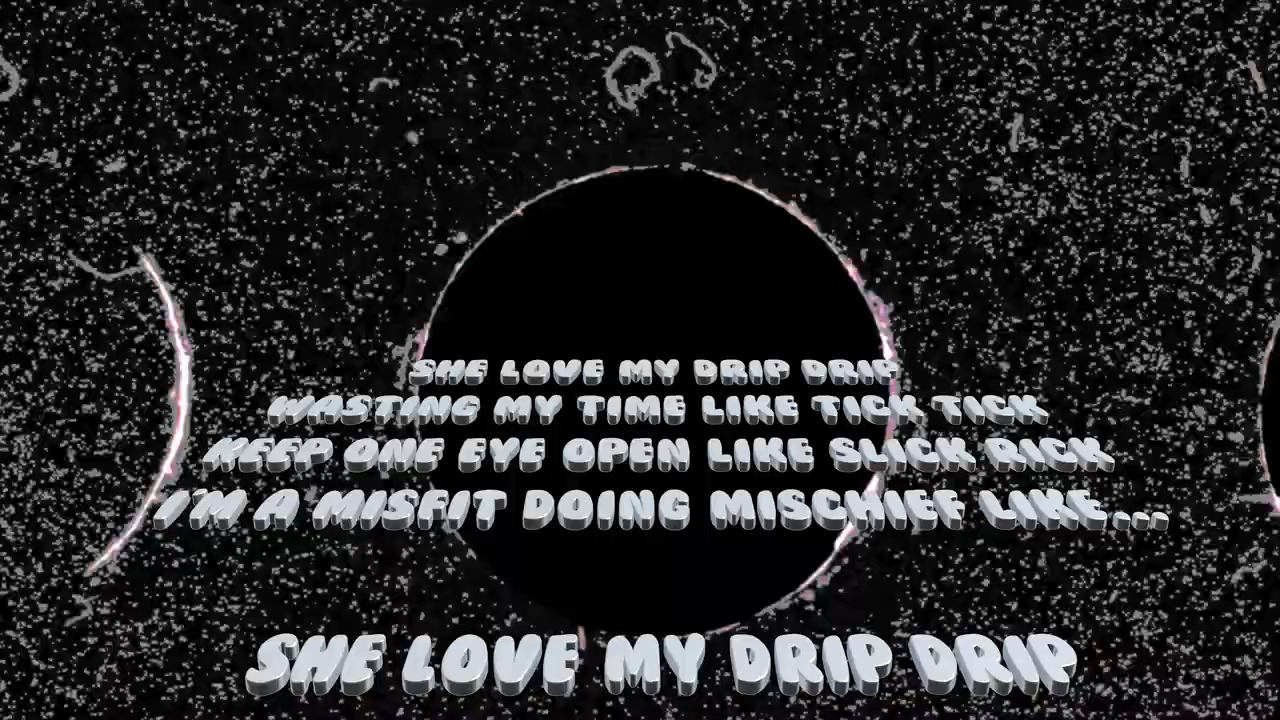 SHE LOVE MY DRIP DRIP
WASTING MY TIME LIKE TICK TICK
KEEP ONE EYE OPEN LIKE SLICK RICK
I'M A MISFIT DOING MISCHIEF LIKE...
SHE LOVE MY DRIP DRIP